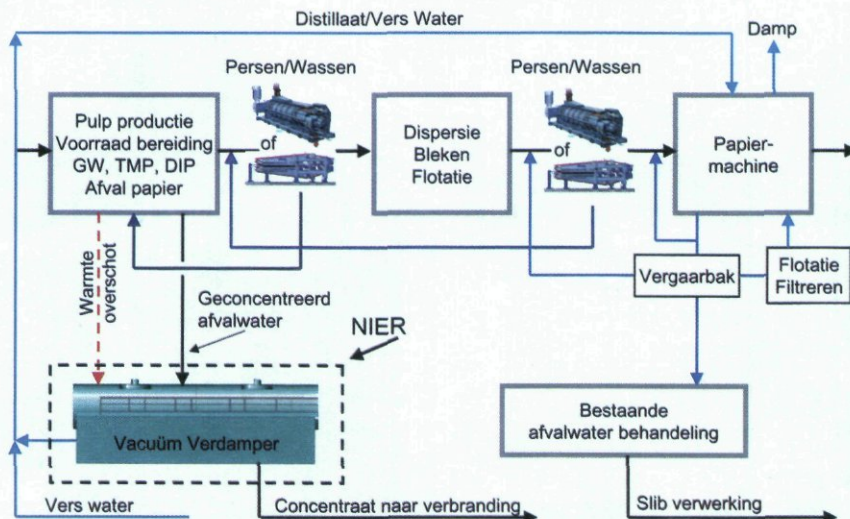 Distillaat/Vers Water
Damp
Persen/Wassen
Persen/Wassen
Pulp productie
Voorraad bereiding
GW, TMP, DIP
Afval papier
of
Dispersie
Bleken
Flotatie
of
Papier-
machine
Warmte
overschot
Geconcentreerd
afvalwater
NIER
Vergaarbak
Flotatie
Filtreren
Vacuüm Verdamper
Bestaande
afvalwater behandeling
Vers water
Concentraat naar verbranding
Slib verwerking